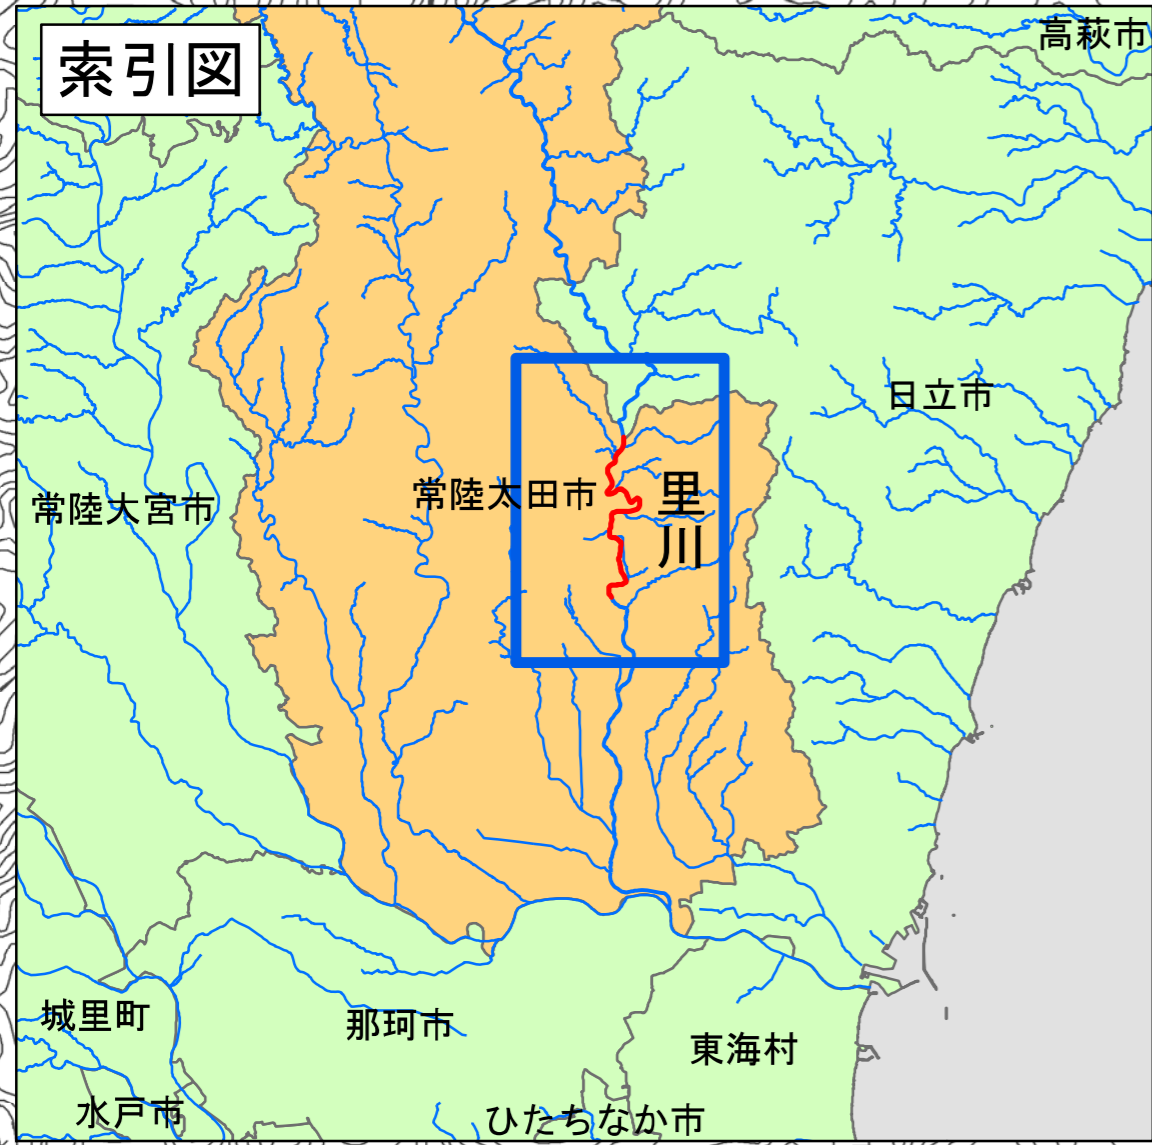 高萩市
索引図
日立市
常陸大宮市
常陸太田市
里川
城里町
那珂市
東海村
水戸市
ひたちなか市